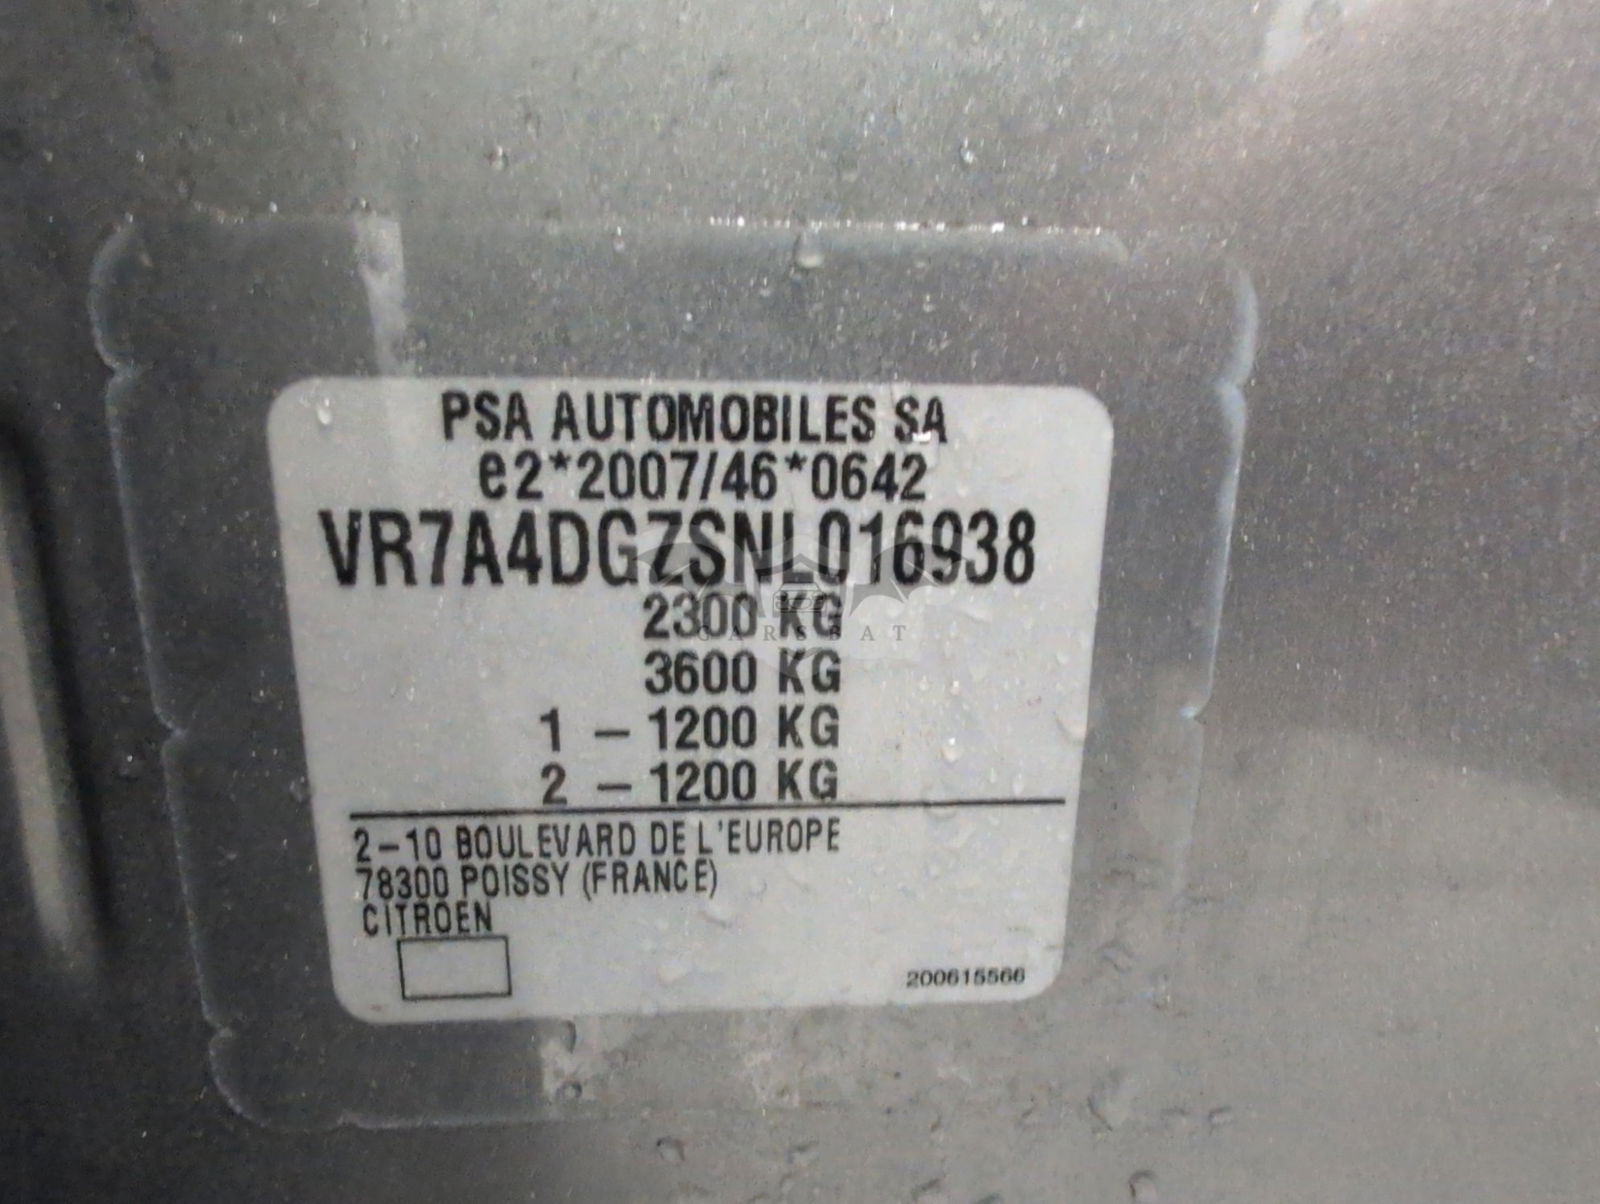 PSA AUTOMOBILES SA
e2*2007/46*0642
VR7A4DGZSNL016938
2300 KG
CARSBAT
3600 KG
1 - 1200 KG
2 - 1200 KG
2-10 BOULEVARD DE L'EUROPE
78300 POISSY (FRANCE)
CITROEN
200615566